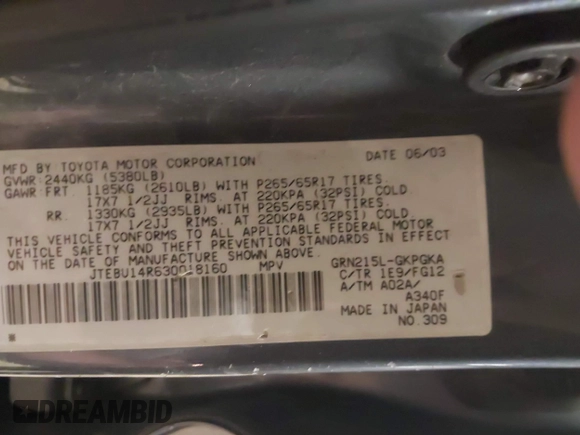 MFD BY TOYOTA MOTOR CORPORATION DATE 06/03
GVWR 2440KG (5380LB)
GAWR FRT. 1185KG (2610LB) WITH P265/65R17 TIRES.
17X7 1/2JJ RIMS. AT 220KPA (32PSI) COLD
RR. 1330KG (2935LB) WITH P265/65R17 TIRES.
17X7 1/2JJ RIMS. AT 220KPA (32PSI) COLD
THIS VEHICLE CONFORMS TO ALL APPLICABLE FEDERAL MOTOR
VEHICLE SAFETY AND THEFT PREVENTION STANDARDS IN EFFECT
ON THE DATE OF MANUFACTURE SHOWN ABOVE.
MPV GRN215L-GKPGKA
C/TR 1E9/FG12
A/TM A02A/
A340F
MADE IN JAPAN
NO.309
DREAMBID